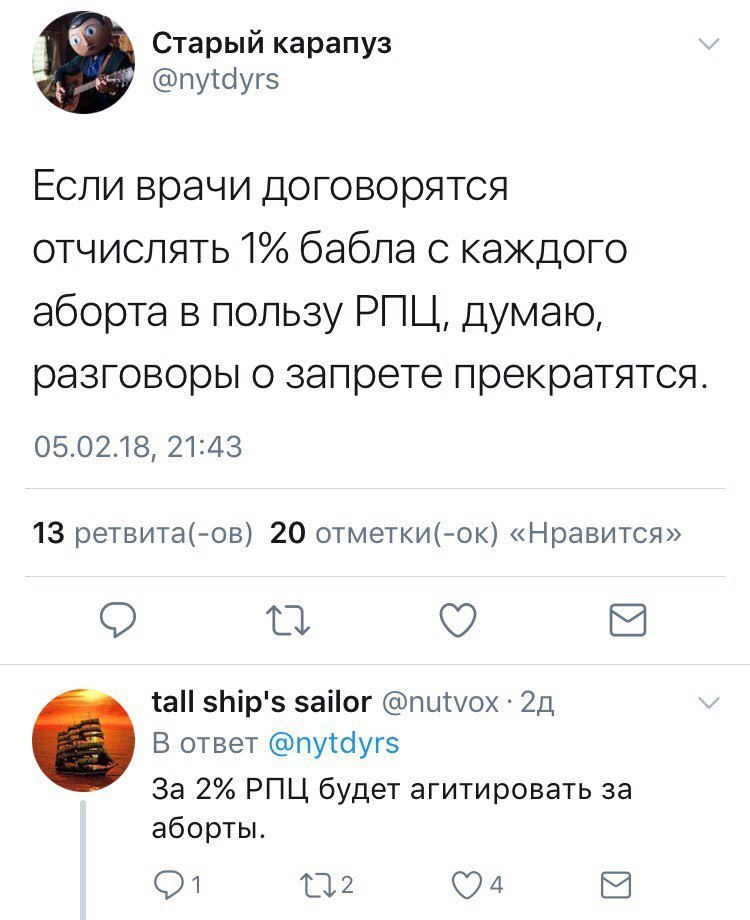 Старый карапуз
@nytdyrs
Если врачи договорятся
отчислять 1% бабла с каждого
аборта в пользу РПЦ, думаю,
разговоры о запрете прекратятся.
05.02.18, 21:43
13 ретвита(-ов) 20 отметки(-ок) «Нравится»
tall ship's sailor @nutvox · 2д
В ответ @nytdyrs
За 2% РПЦ будет агитировать за
аборты.
1 2 4